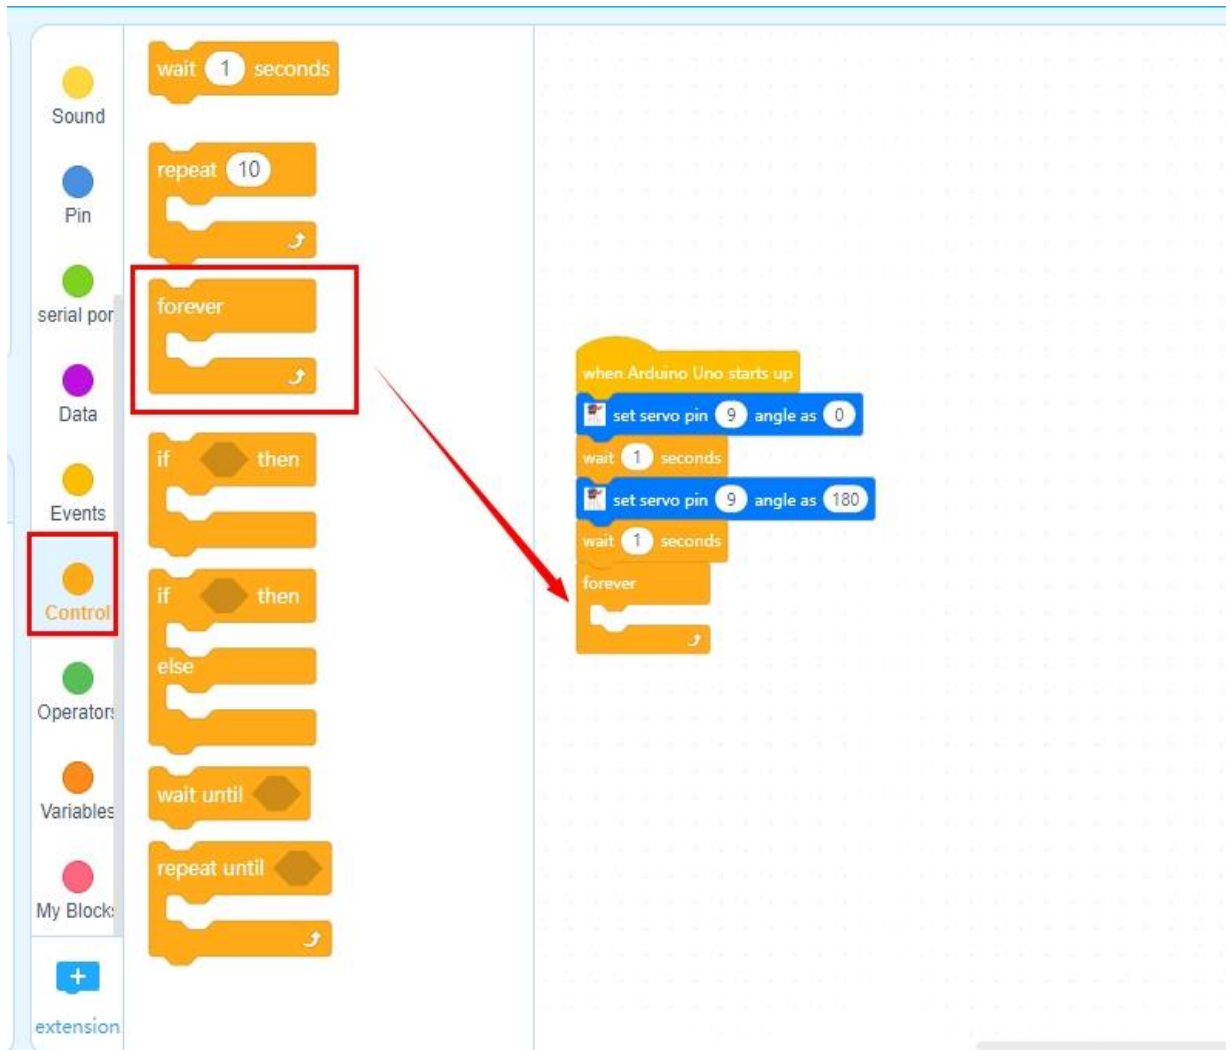 Sound
Pin
serial por
Data
Events
Control
Operators
Variables
My Blocks
+
extension
wait 1 seconds
repeat 10
forever
if then
if then
else
wait until
repeat until
when Arduino Uno starts up
set servo pin 9 angle as 0
wait 1 seconds
set servo pin 9 angle as 180
wait 1 seconds
forever